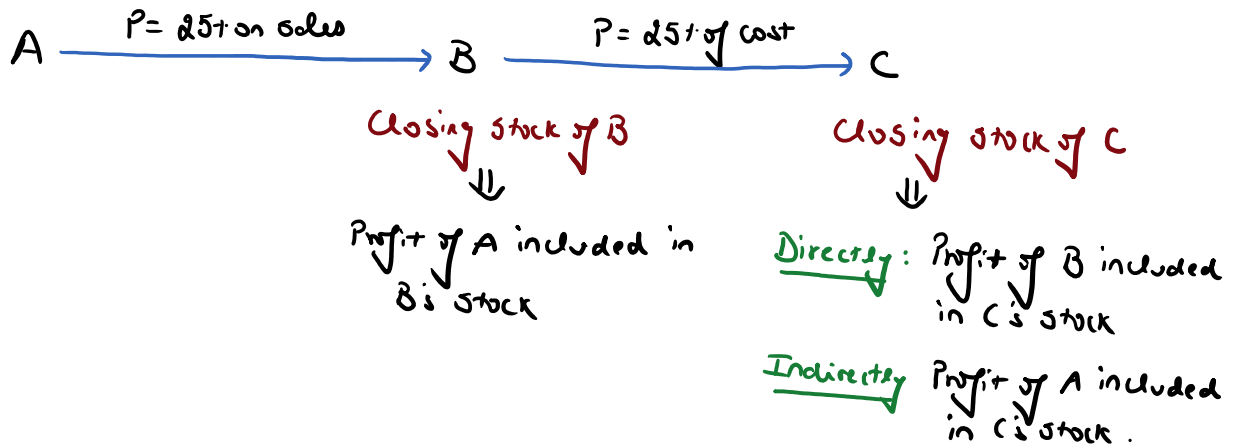 A P = 25% on sales B P = 25% of cost C
Closing stock of B
Closing stock of C
Profit of A included in
B's stock
Directly : Profit of B included
in C's stock
Indirectly Profit of A included
in C's stock.